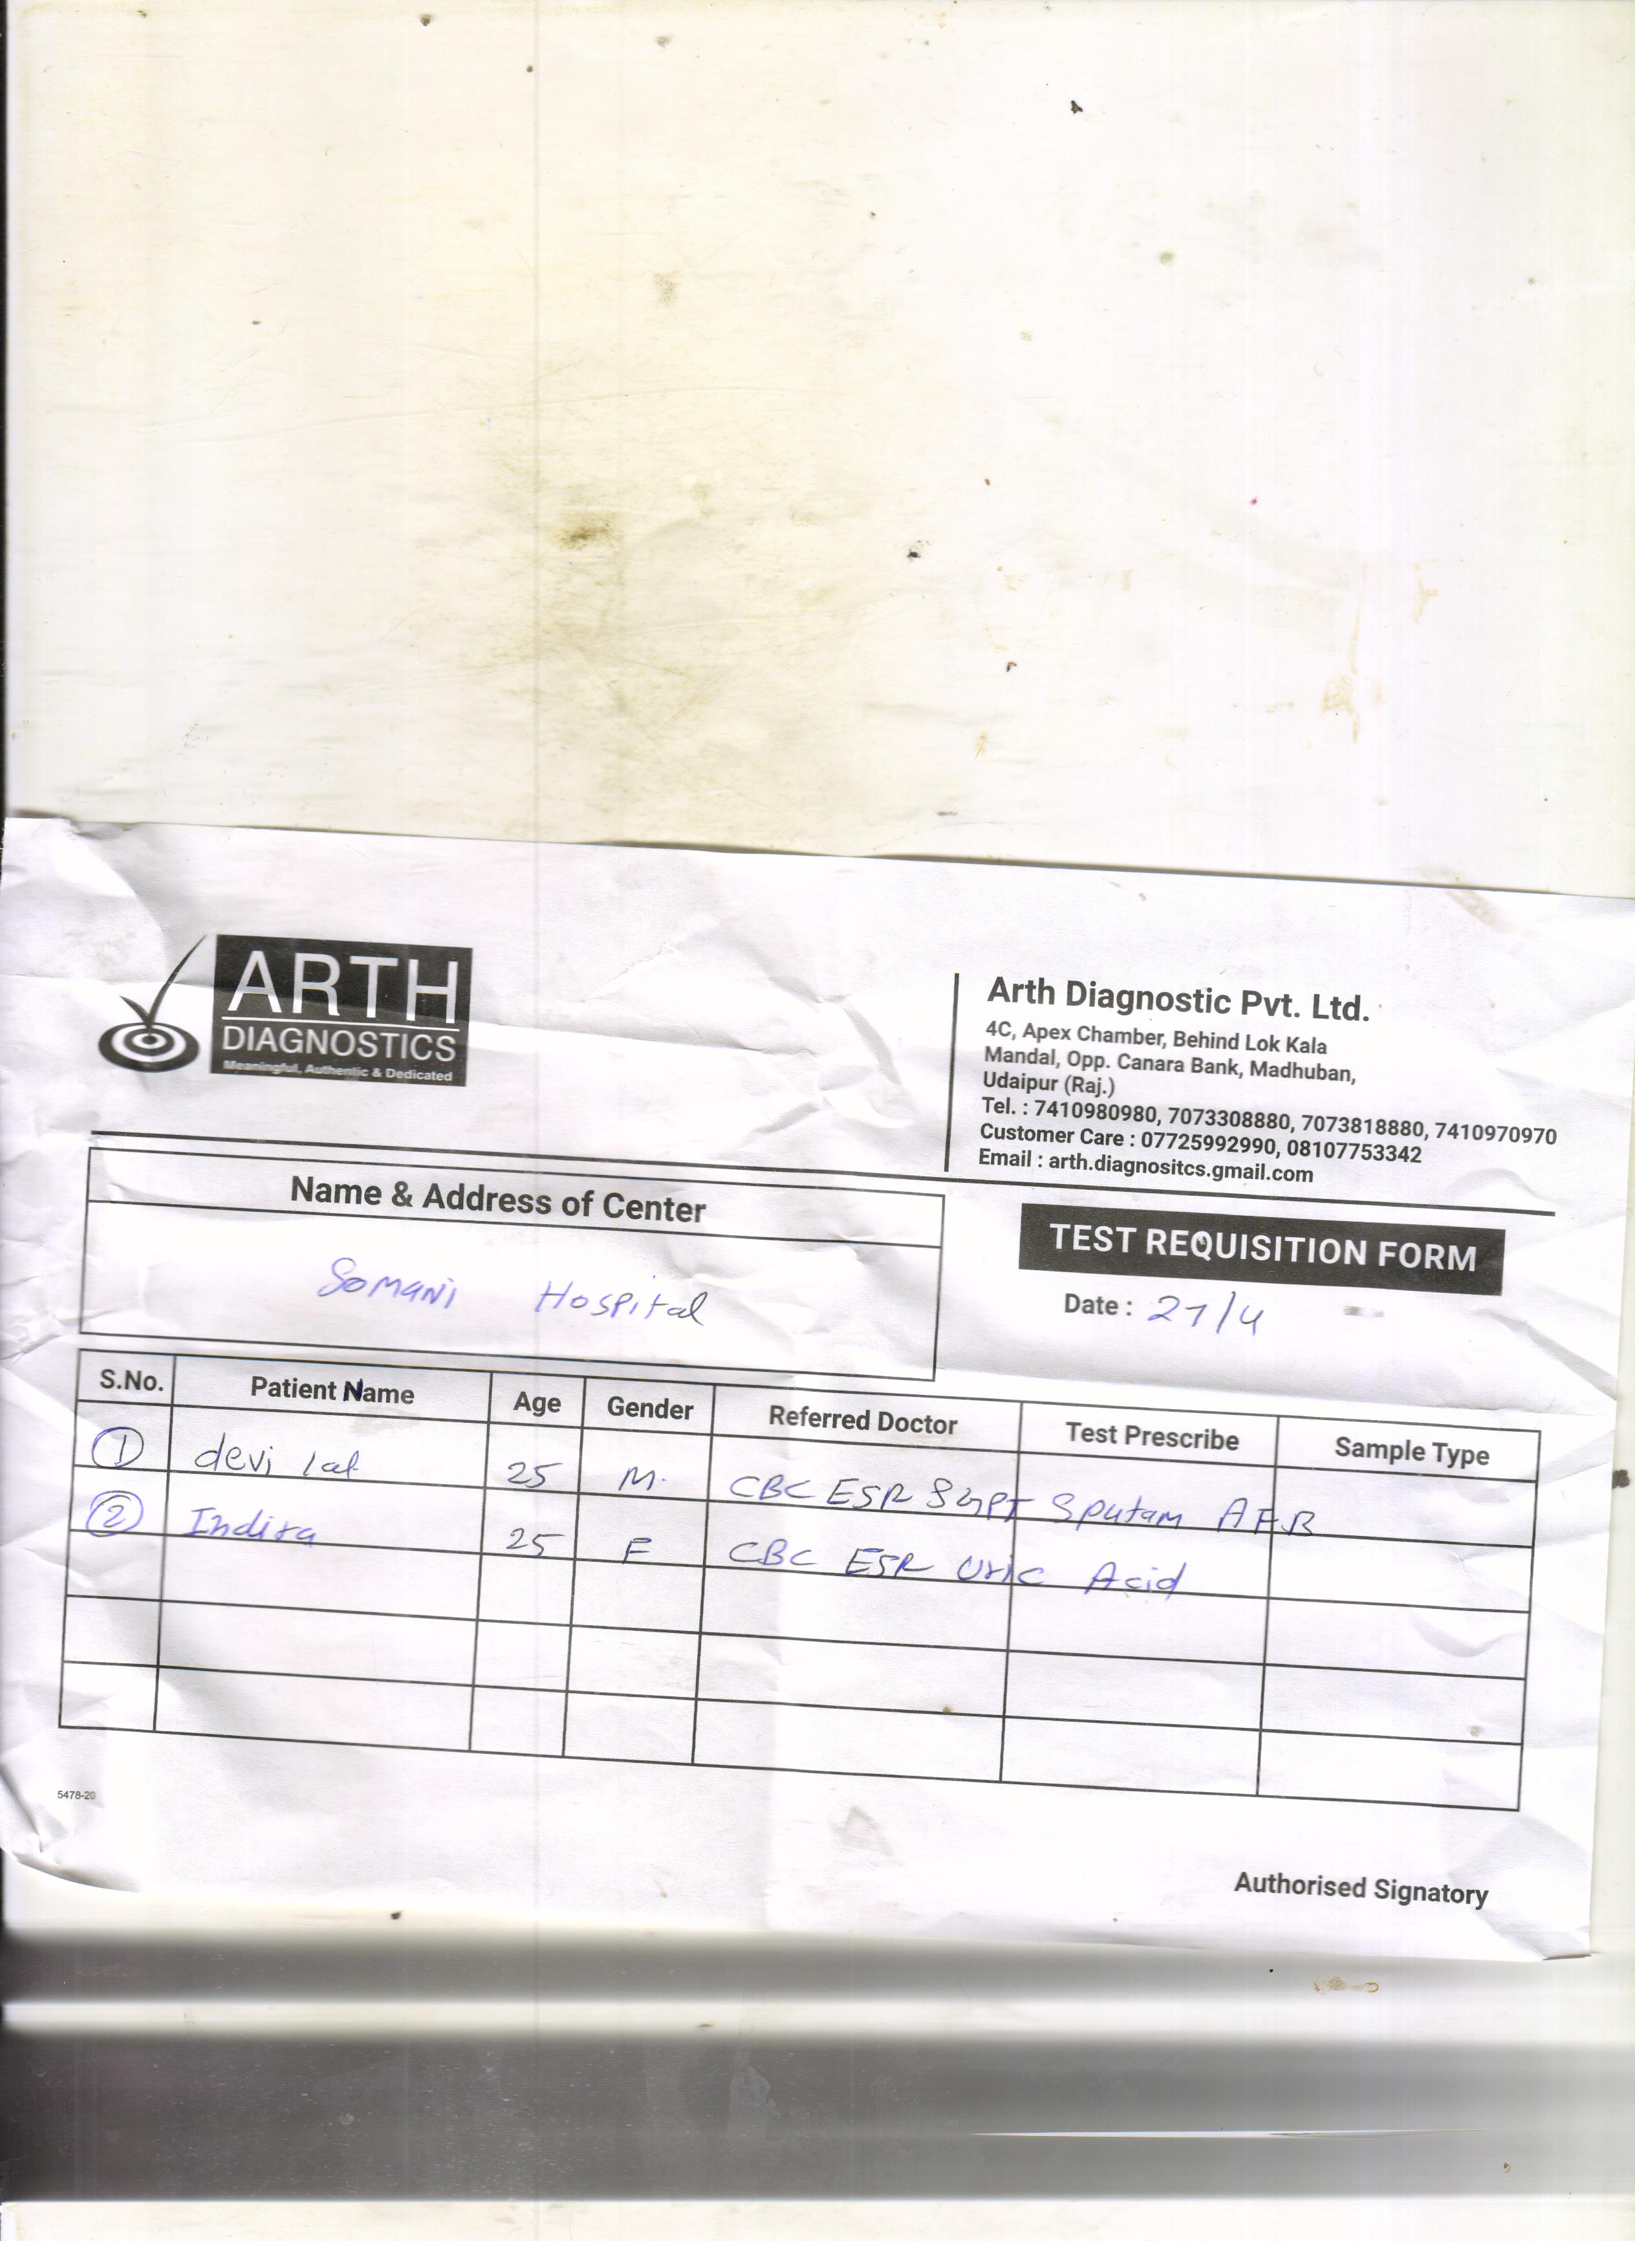 ARTH
DIAGNOSTICS
Meaningful, Authentic & Dedicated
Arth Diagnostic Pvt. Ltd.
4C, Apex Chamber, Behind Lok Kala
Mandal, Opp. Canara Bank, Madhuban,
Udaipur (Raj.)
Tel. : 7410980980, 7073308880, 7073818880, 7410970970
Customer Care : 07725992990, 08107753342
Email : arth.diagnositcs.gmail.com
Name & Address of Center
Somani Hospital
TEST REQUISITION FORM
Date : 21/4
S.No. Patient Name Age Gender Referred Doctor Test Prescribe Sample Type
1 devi lal 25 M. CBC ESR SGPT Sputam AFB
2 Indira 25 F CBC ESR Uric Acid
5478-20
Authorised Signatory